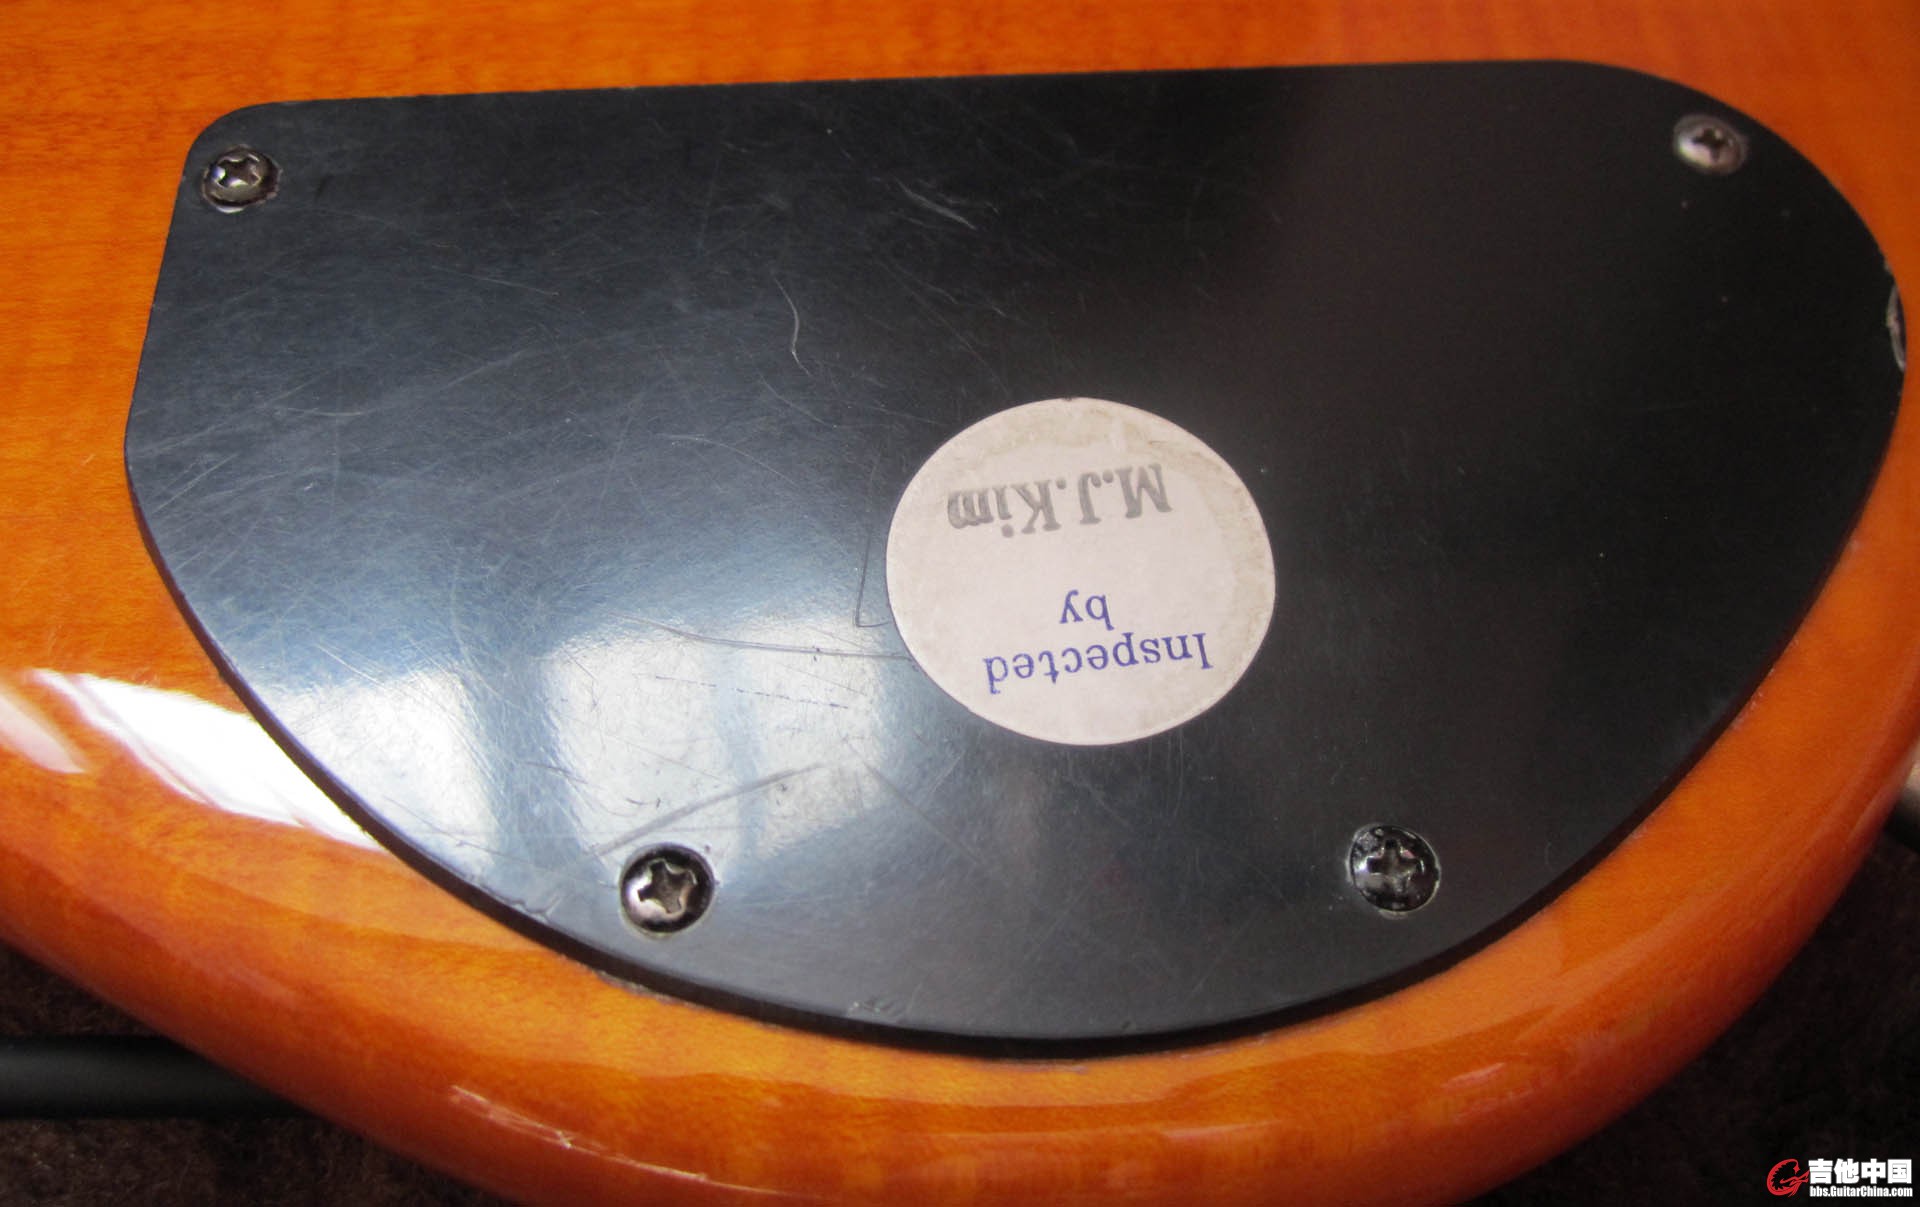 Inspected
by
M.J.Kim
吉他中国
bbs.GuitarChina.com